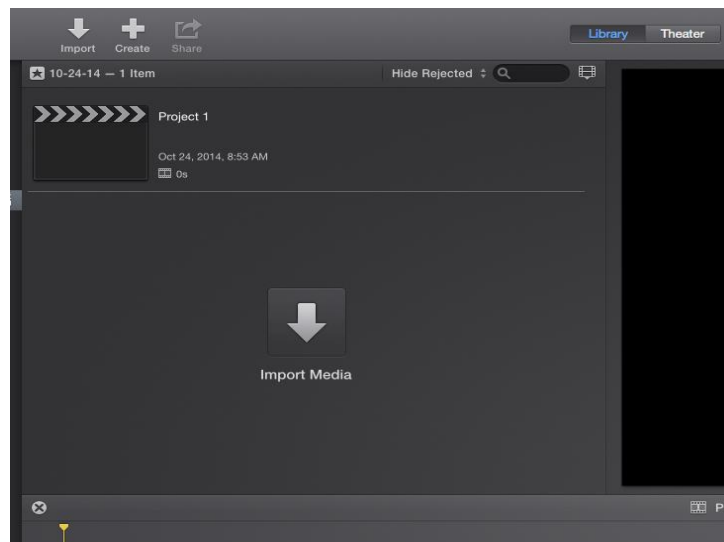 Import Create Share
Library Theater
10-24-14 — 1 Item
Hide Rejected
Project 1
Oct 24, 2014, 8:53 AM
0s
Import Media
P